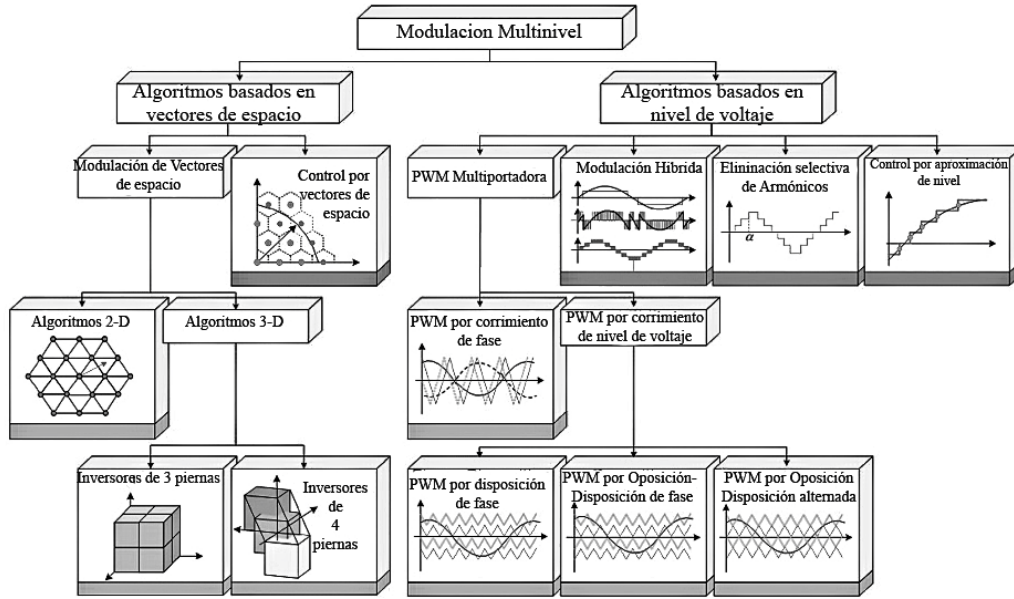 Modulacion Multinivel
Algoritmos basados en
vectores de espacio
Algoritmos basados en
nivel de voltaje
Modulación de Vectores
de espacio
Control por
vectores de
espacio
PWM Multiportadora
Modulación Hibrida
Elininación selectiva
de Armónicos
α
Control por aproximación
de nivel
Algoritmos 2-D
Algoritmos 3-D
PWM por corrimiento
de fase
PWM por corrimiento
de nivel de voltaje
Inversores de 3 piernas
Inversores
de
4
piernas
PWM por disposición
de fase
PWM por Oposición-
Disposición de fase
PWM por Oposición
Disposición alternada